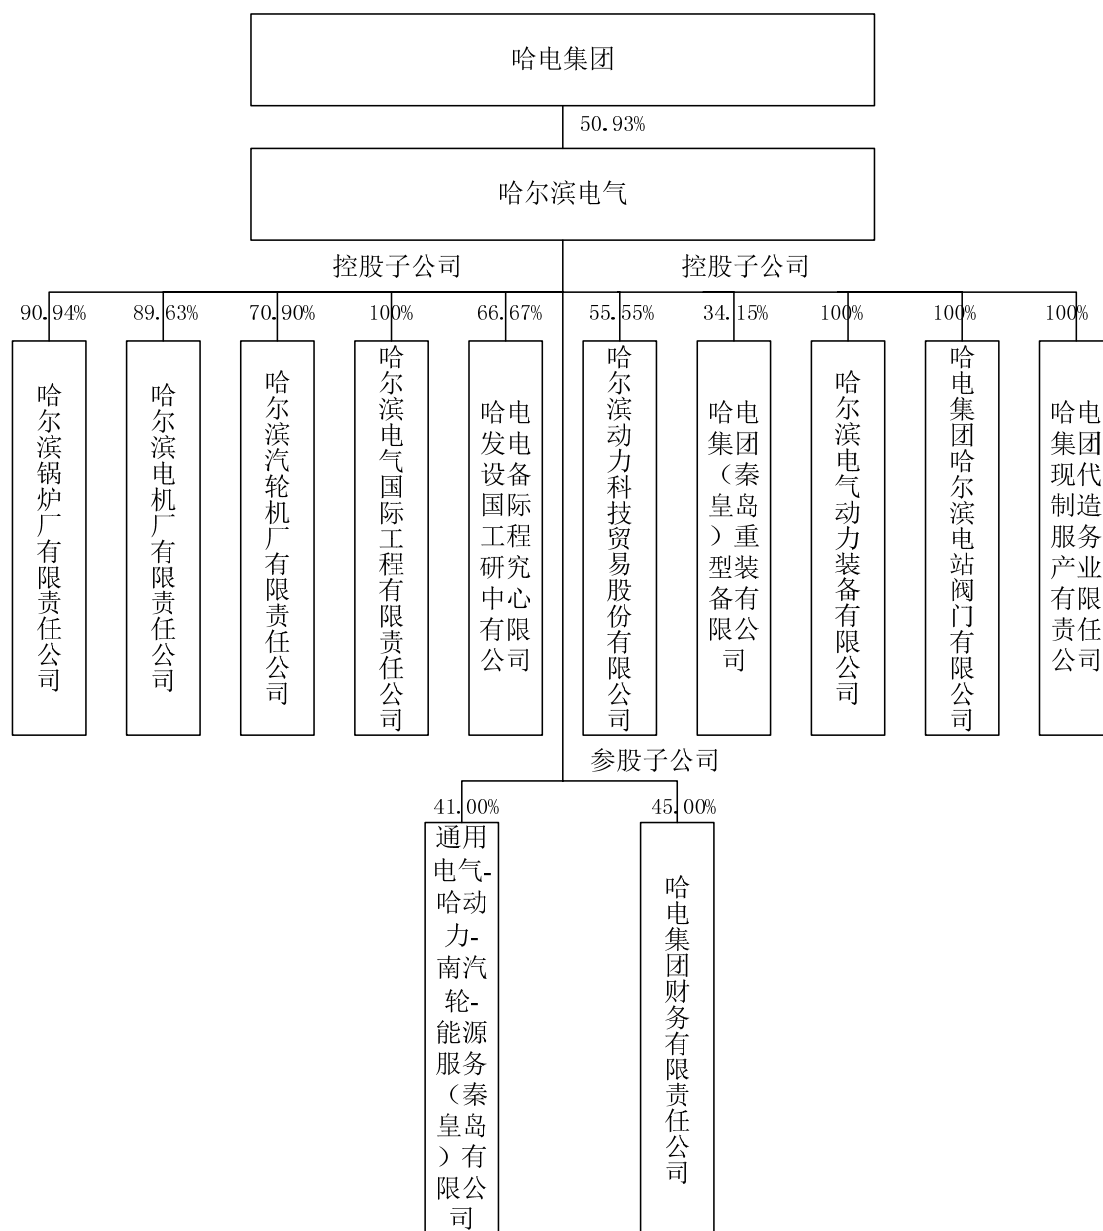 哈电集团
50.93%
哈尔滨电气
控股子公司
控股子公司
90.94%
89.63%
70.90%
100%
66.67%
55.55%
34.15%
100%
100%
100%
哈尔滨锅炉厂有限责任公司
哈尔滨电机厂有限责任公司
哈尔滨汽轮机厂有限责任公司
哈尔滨电气国际工程有限责任公司
哈电发电设备国际工程研究中心有限公司
哈尔滨动力科技贸易股份有限公司
哈电集团（秦皇岛）重型装备有限公司
哈尔滨电气动力装备有限公司
哈电集团哈尔滨电站阀门有限公司
哈电集团现代制造服务产业有限责任公司
参股子公司
41.00%
45.00%
通用电气-哈动力-南汽轮-能源服务（秦皇岛）有限公司
哈电集团财务有限责任公司